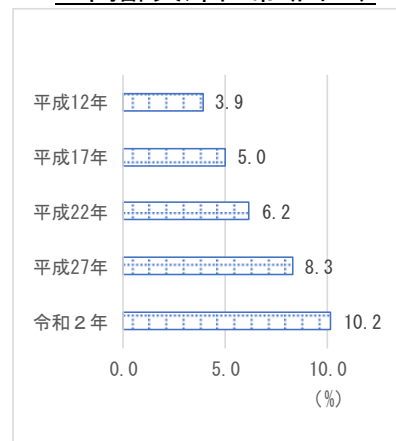 平成12年 3.9
平成17年 5.0
平成22年 6.2
平成27年 8.3
令和２年 10.2
0.0 5.0 10.0
(%)